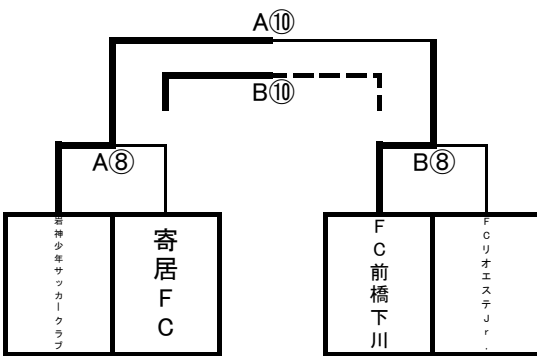 A⑩
B⑩
A⑧
B⑧
岩神少年サッカークラブ
寄居FC
FC前橋下川
FCリオエステJr.